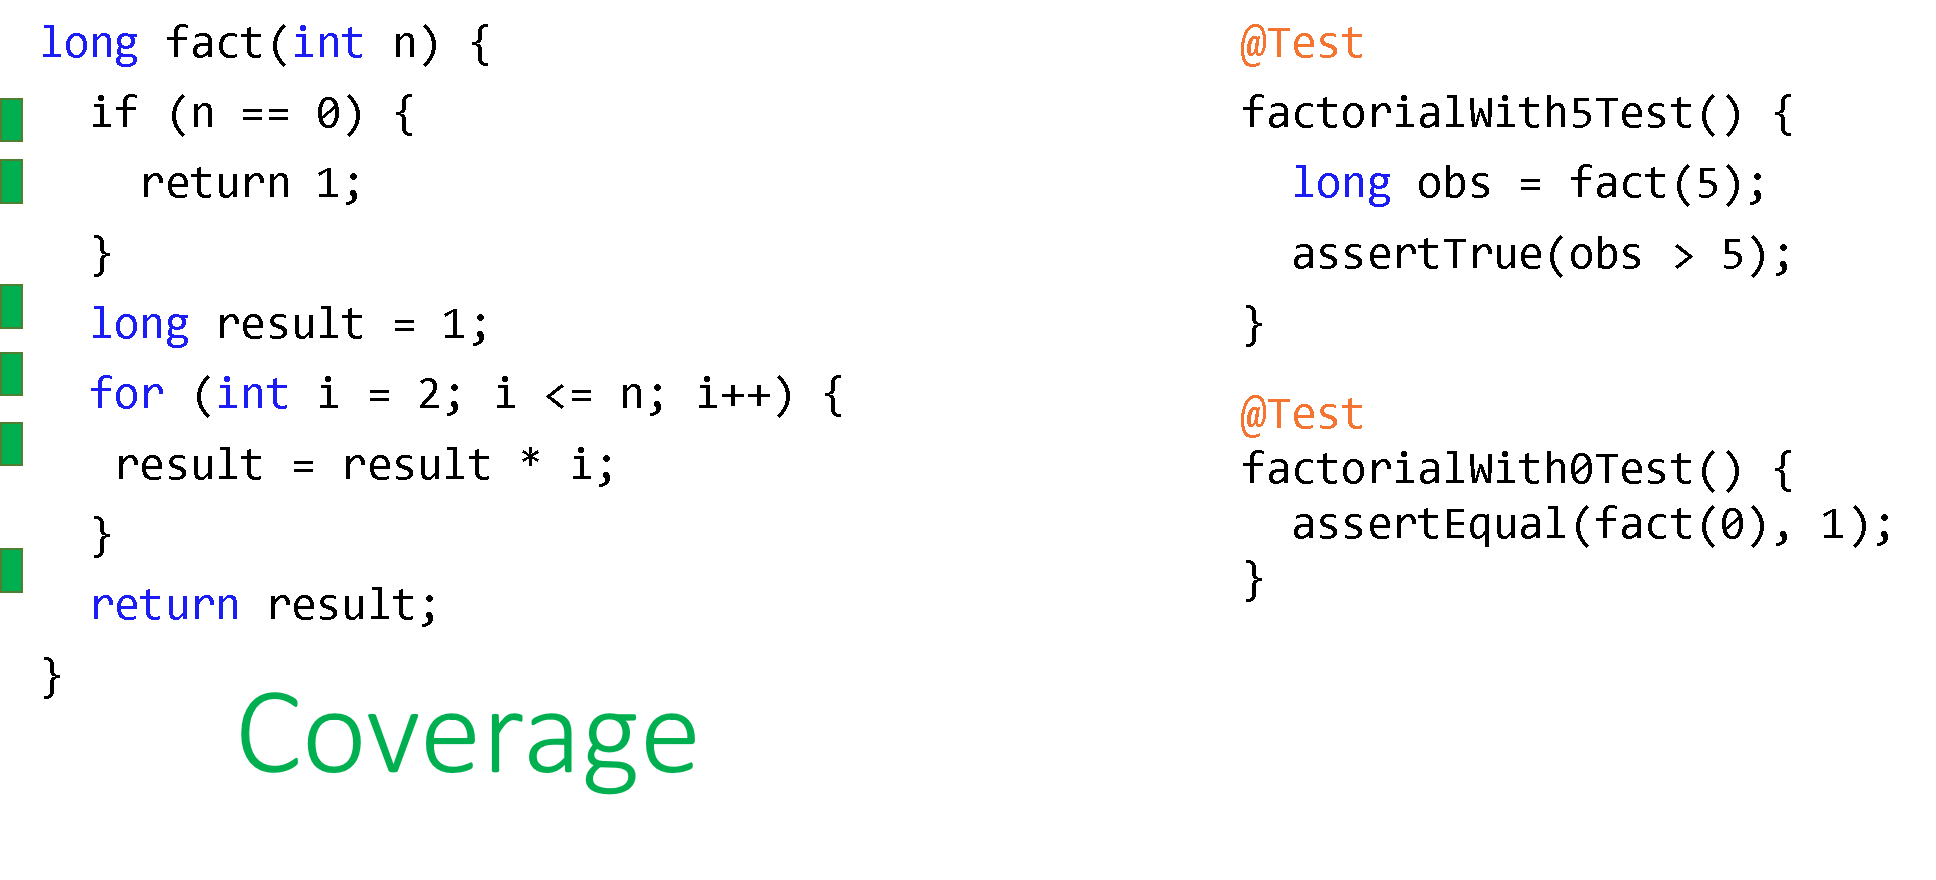 long fact(int n) {
if (n == 0) {
return 1;
}
long result = 1;
for (int i = 2; i <= n; i++) {
result = result * i;
}
return result;
}
Coverage
@Test
factorialWith5Test() {
long obs = fact(5);
assertTrue(obs > 5);
}
@Test
factorialWith0Test() {
assertEqual(fact(0), 1);
}